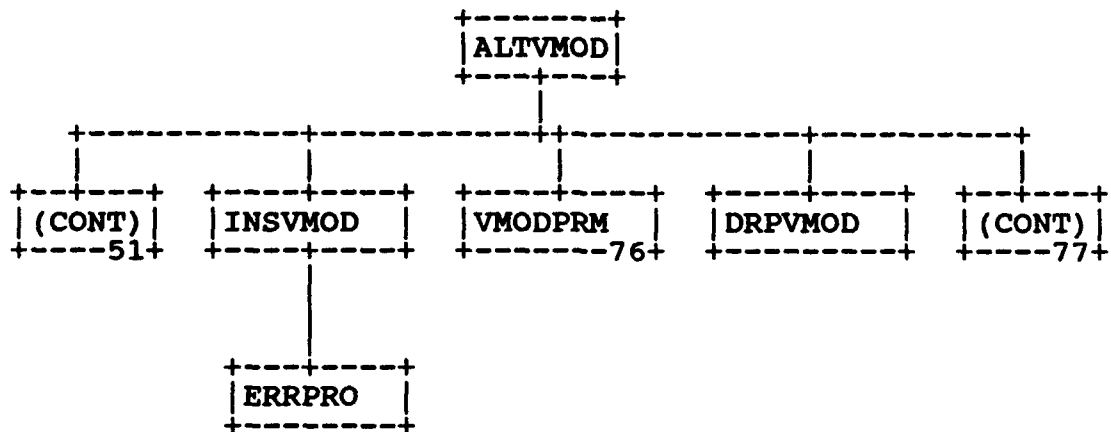 ALTVMOD
(CONT) INSVMOD VMODPRM DRPVMOD (CONT)
51 76 77
ERRPRO